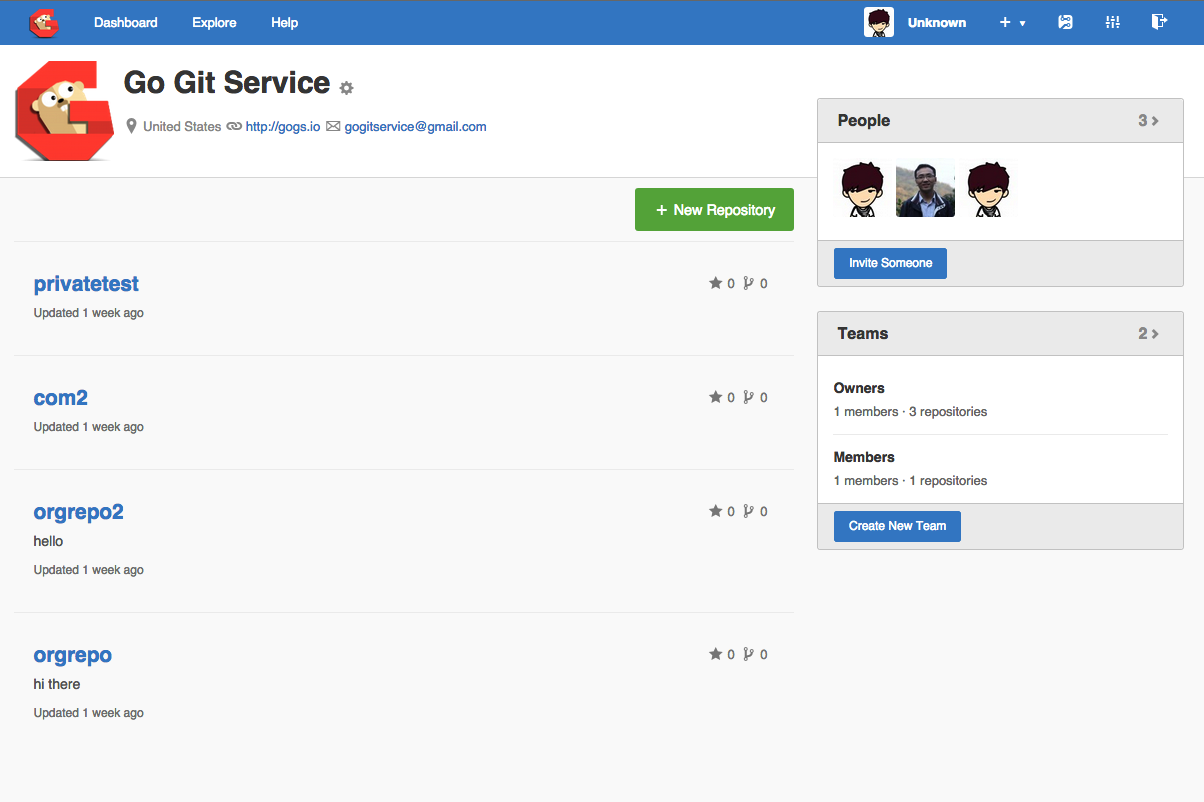 Dashboard Explore Help Unknown
Go Git Service
United States http://gogs.io gogitservice@gmail.com
New Repository
privatetest 0 0
Updated 1 week ago
com2 0 0
Updated 1 week ago
orgrepo2 0 0
hello
Updated 1 week ago
orgrepo 0 0
hi there
Updated 1 week ago
People 3
Invite Someone
Teams 2
Owners
1 members · 3 repositories
Members
1 members · 1 repositories
Create New Team